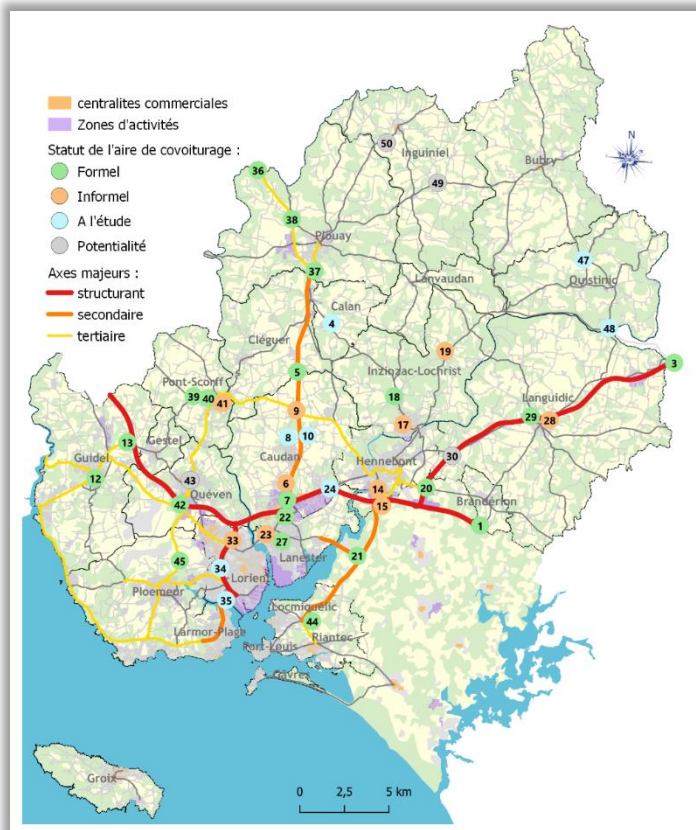 centralites commerciales
Zones d'activités
Statut de l'aire de covoiturage :
Formel
Informel
A l'étude
Potentialité
Axes majeurs :
structurant
secondaire
tertiaire
N
50
Inguiniel
Bubry
49
36
38
Plouay
37
47
Quistinic
Lanvaudan
Calan
4
48
Cléguer
19
3
5
Inzinzac-Lochrist
Pont-Scorff
39 40 41
18
Languidic
9
29 28
17
13
Gestel
8 10
30
Guidel
Caudan
Hennebont
12
43
6
24
14
20
Brandérion
Quéven
42
7
15
1
22
33
23
27
21
45
34
Lanester
Lorient
Ploemeur
35
Locmiquélic
44
Larmor-Plage
Riantec
Port-Louis
Gâvres
Groix
0 2,5 5 km